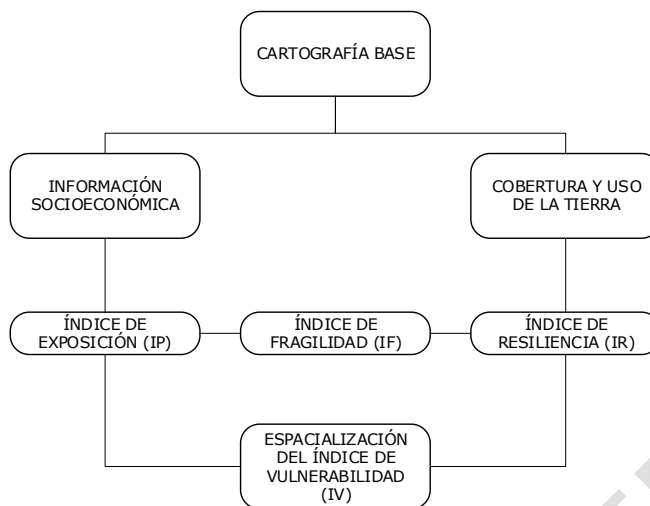 CARTOGRAFÍA BASE
INFORMACIÓN
SOCIOECONÓMICA
COBERTURA Y USO
DE LA TIERRA
ÍNDICE DE
EXPOSICIÓN (IP)
ÍNDICE DE
FRAGILIDAD (IF)
ÍNDICE DE
RESILIENCIA (IR)
ESPACIALIZACIÓN
DEL ÍNDICE DE
VULNERABILIDAD
(IV)